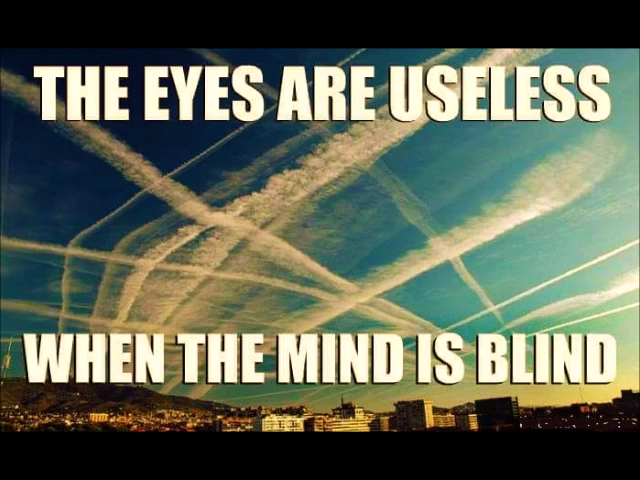 THE EYES ARE USELESS
WHEN THE MIND IS BLIND